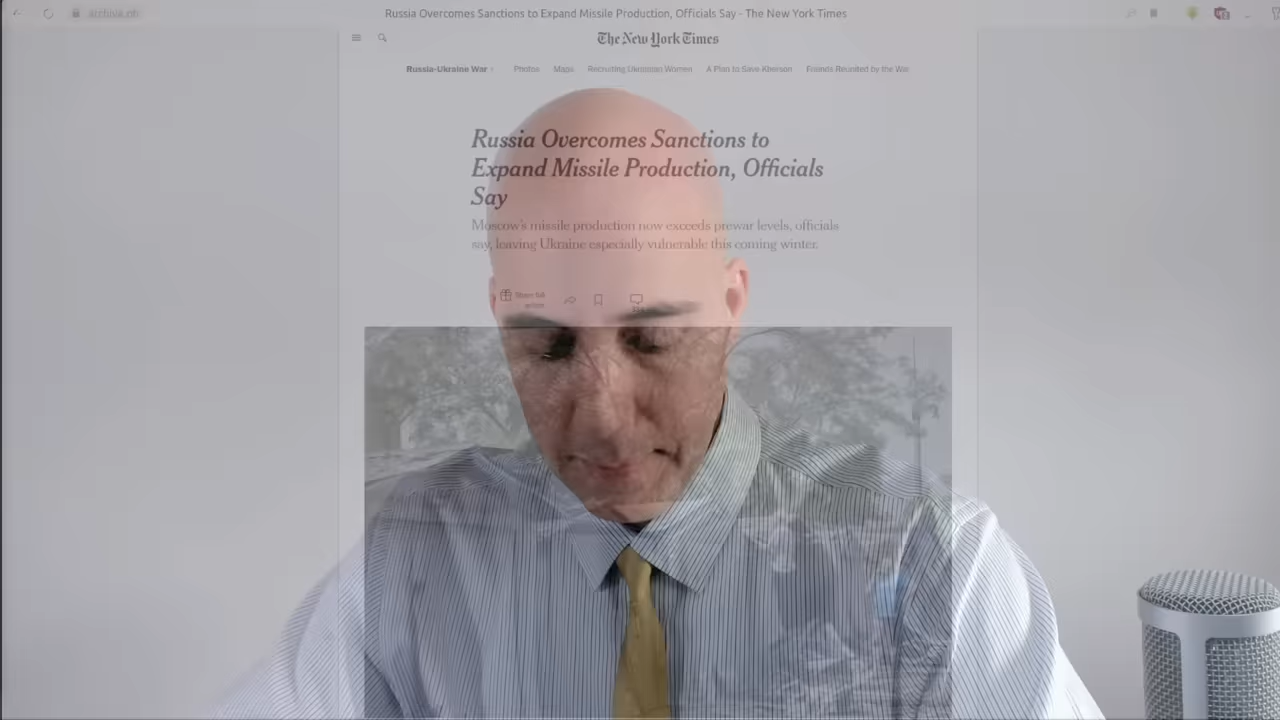 Russia Overcomes Sanctions to Expand Missile Production, Officials Say - The New York Times
The New York Times
Russia-Ukraine War
Photos
Maps
Recruiting Ukrainian Women
A Plan to Save Kherson
Friends Reunited by the War
Russia Overcomes Sanctions to
Expand Missile Production, Officials
Say
Moscow's missile production now exceeds prewar levels, officials
say, leaving Ukraine especially vulnerable this coming winter.
Share full
article